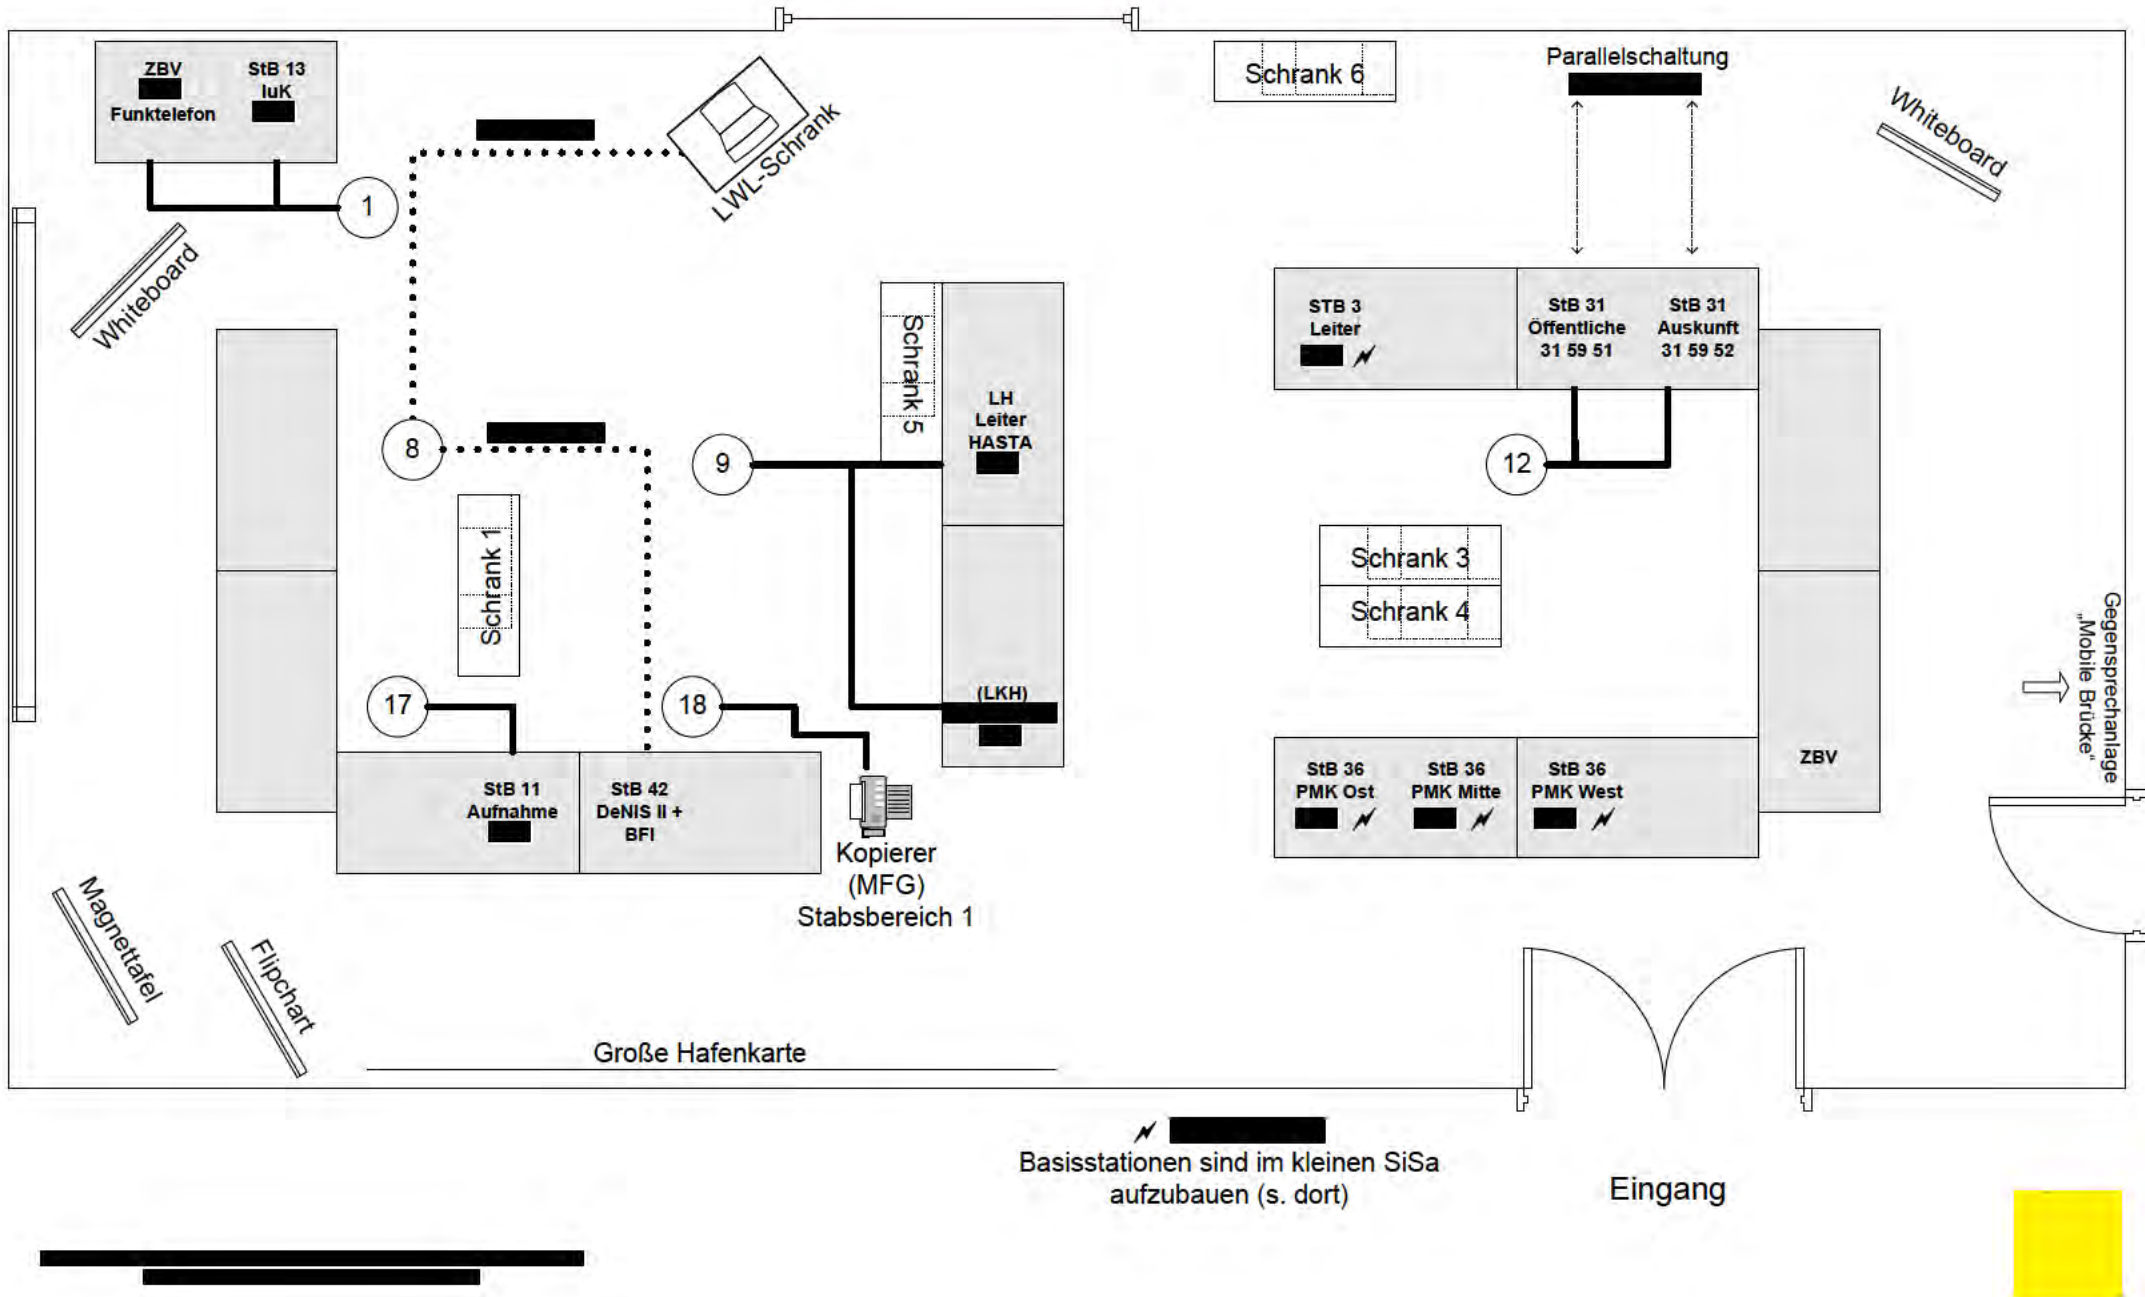 ZBV
Funktelefon
StB 13
IuK
1
Whiteboard
LWL-Schrank
Schrank 6
Parallelschaltung
Whiteboard
8
Schrank 1
9
Schrank 5
LH
Leiter
HASTA
(LKH)
STB 3
Leiter
StB 31
Öffentliche
31 59 51
StB 31
Auskunft
31 59 52
12
Schrank 3
Schrank 4
Gegensprechanlage
„Mobile Brücke“
17
18
StB 11
Aufnahme
StB 42
DeNIS II +
BFI
Kopierer
(MFG)
Stabsbereich 1
StB 36
PMK Ost
StB 36
PMK Mitte
StB 36
PMK West
ZBV
Magnettafel
Flipchart
Große Hafenkarte
Basisstationen sind im kleinen SiSa
aufzubauen (s. dort)
Eingang